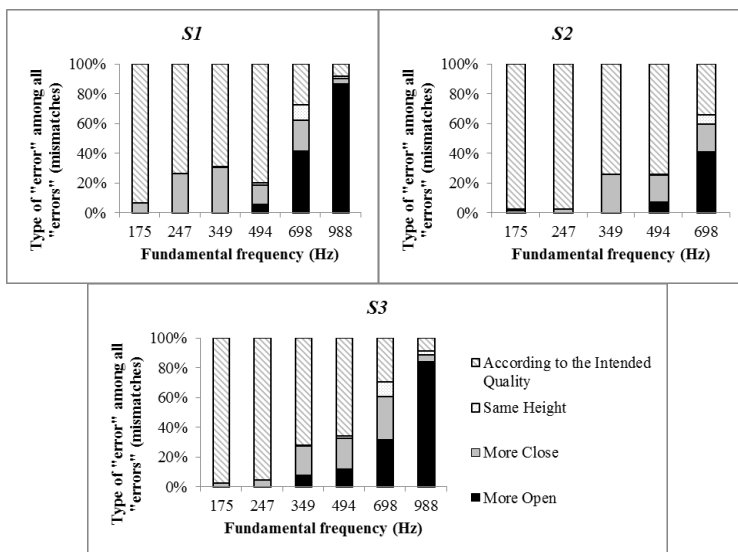 S1
Type of "error" among all
"errors" (mismatches)
100%
80%
60%
40%
20%
0%
175 247 349 494 698 988
Fundamental frequency (Hz)
S2
Type of "error" among all
"errors" (mismatches)
100%
80%
60%
40%
20%
0%
175 247 349 494 698
Fundamental frequency (Hz)
S3
Type of "error" among all
"errors" (mismatches)
100%
80%
60%
40%
20%
0%
175 247 349 494 698 988
Fundamental frequency (Hz)
According to the Intended
Quality
Same Height
More Close
More Open